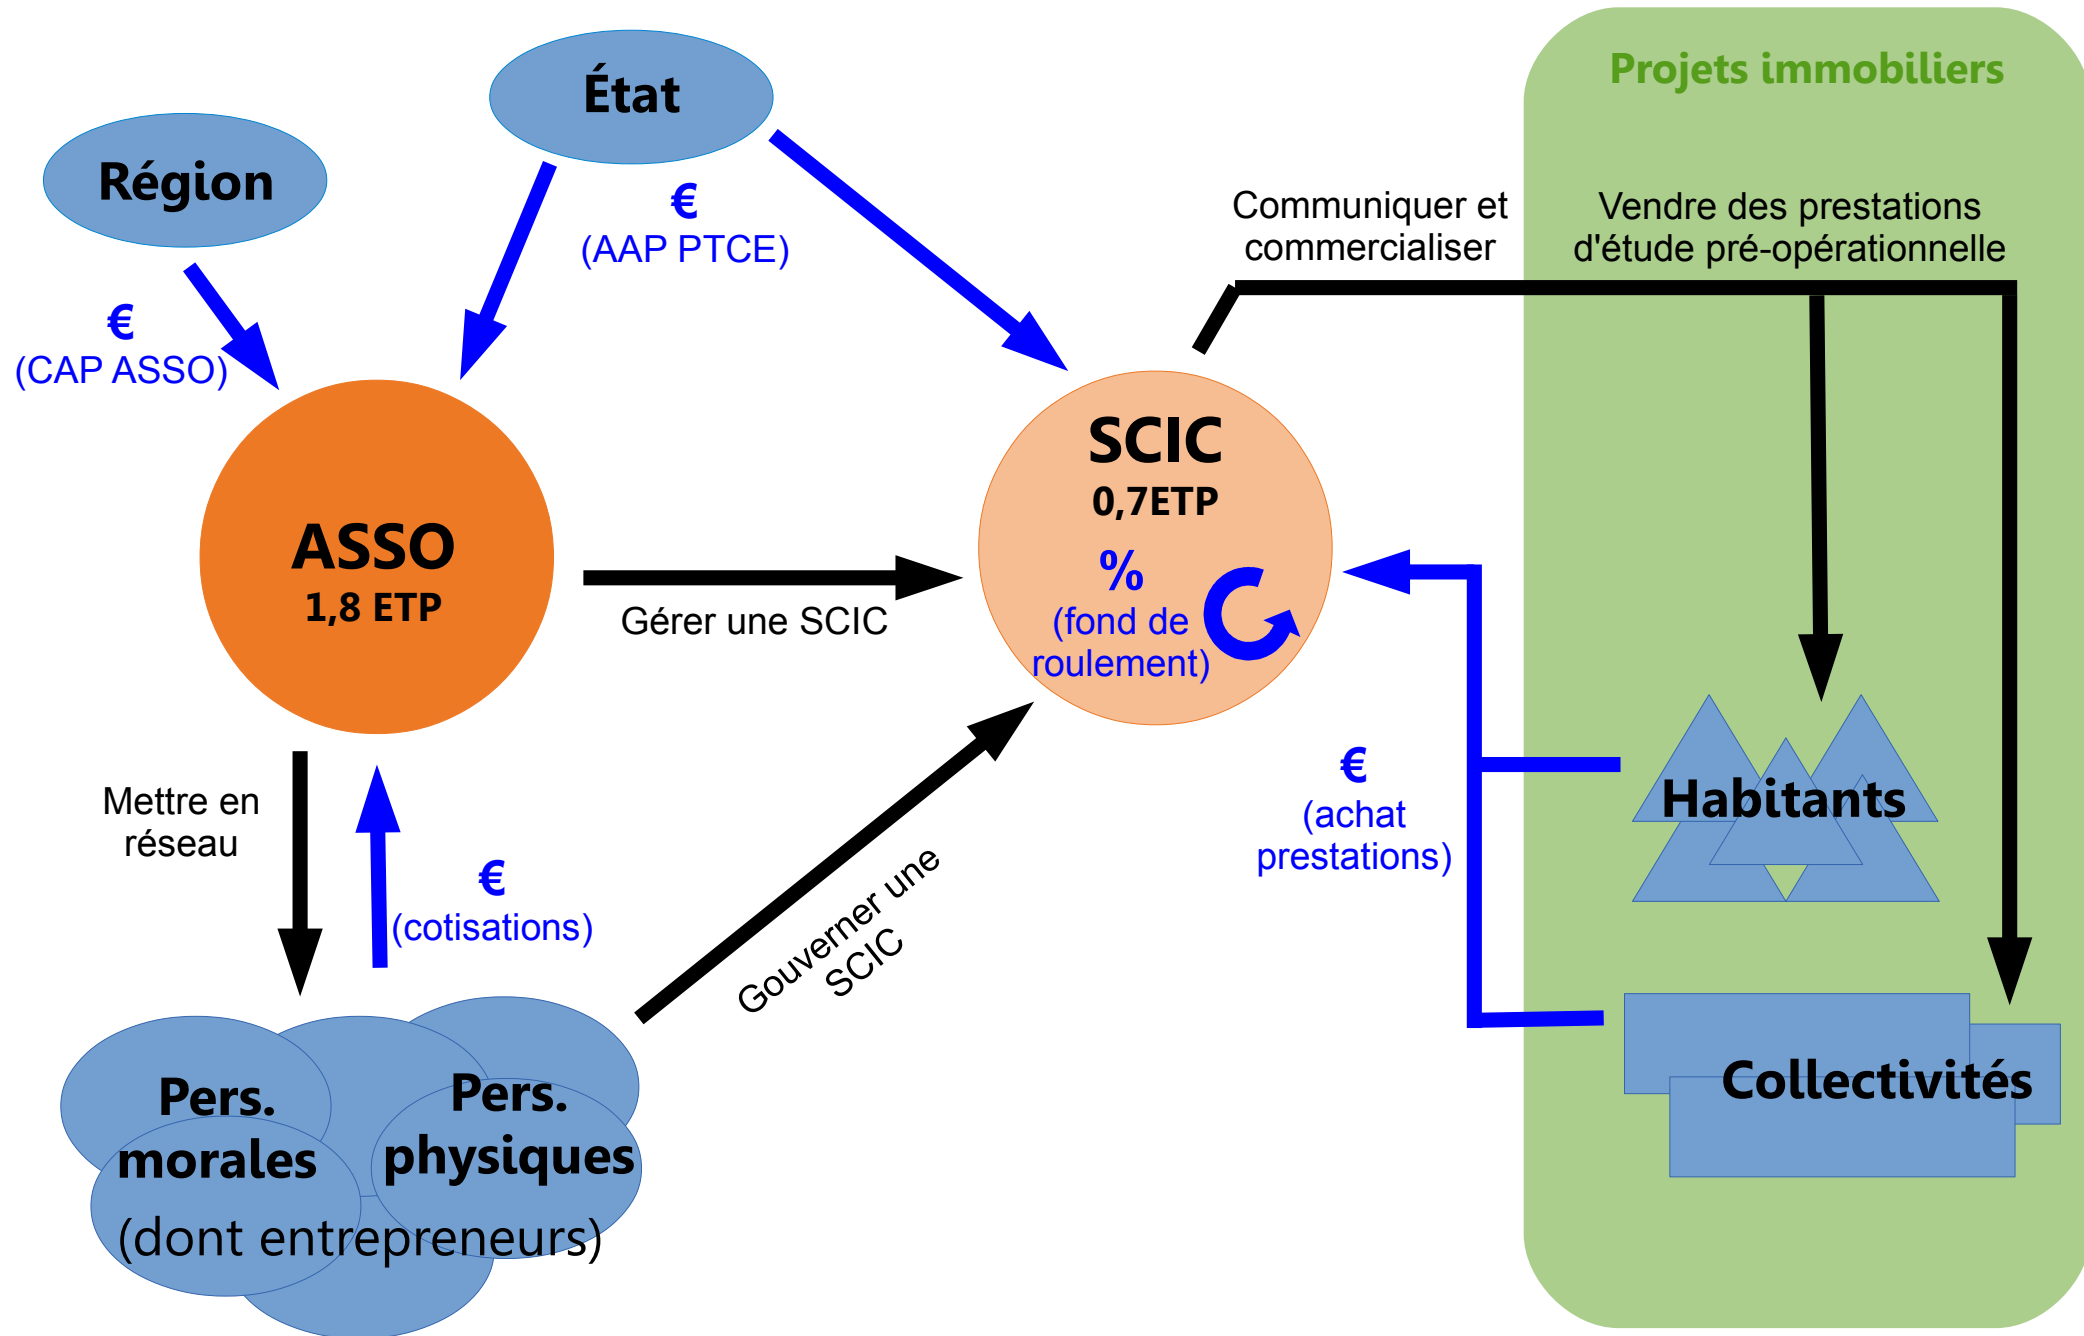 Projets immobiliers
État
Région
€
(AAP PTCE)
Communiquer et
commercialiser
Vendre des prestations
d'étude pré-opérationnelle
€
(CAP ASSO)
SCIC
0,7ETP
%
(fond de
roulement)
ASSO
1,8 ETP
Gérer une SCIC
Mettre en
réseau
€
(cotisations)
€
(achat
prestations)
Habitants
Gouverner une
SCIC
Collectivités
Pers.
morales
Pers.
physiques
(dont entrepreneurs)